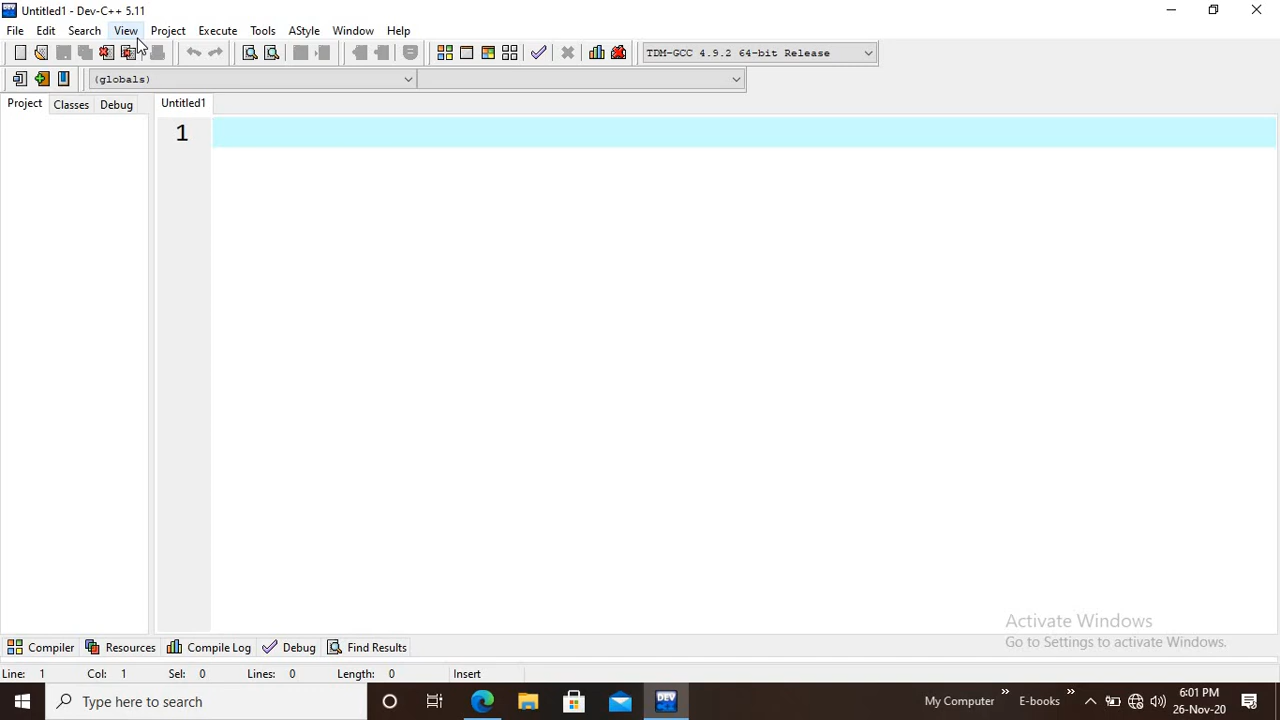 Untitled1 - Dev-C++ 5.11
File Edit Search View Project Execute Tools AStyle Window Help
TDM-GCC 4.9.2 64-bit Release
(globals)
Project Classes Debug Untitled1
1
Activate Windows
Go to Settings to activate Windows.
Compiler Resources Compile Log Debug Find Results
Line: 1 Col: 1 Sel: 0 Lines: 0 Length: 0 Insert
Type here to search DEV My Computer » E-books » 6:01 PM
26-Nov-20